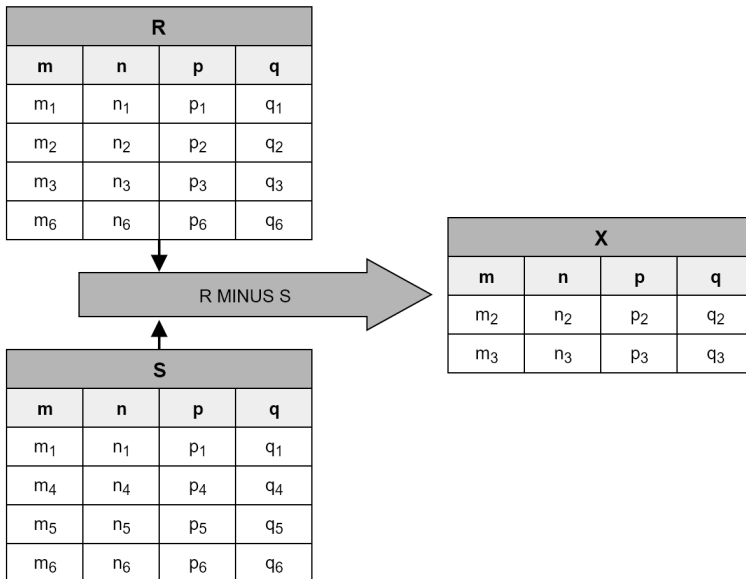 R
m n p q
m₁ n₁ p₁ q₁
m₂ n₂ p₂ q₂
m₃ n₃ p₃ q₃
m₆ n₆ p₆ q₆
R MINUS S
S
m n p q
m₁ n₁ p₁ q₁
m₄ n₄ p₄ q₄
m₅ n₅ p₅ q₅
m₆ n₆ p₆ q₆
X
m n p q
m₂ n₂ p₂ q₂
m₃ n₃ p₃ q₃